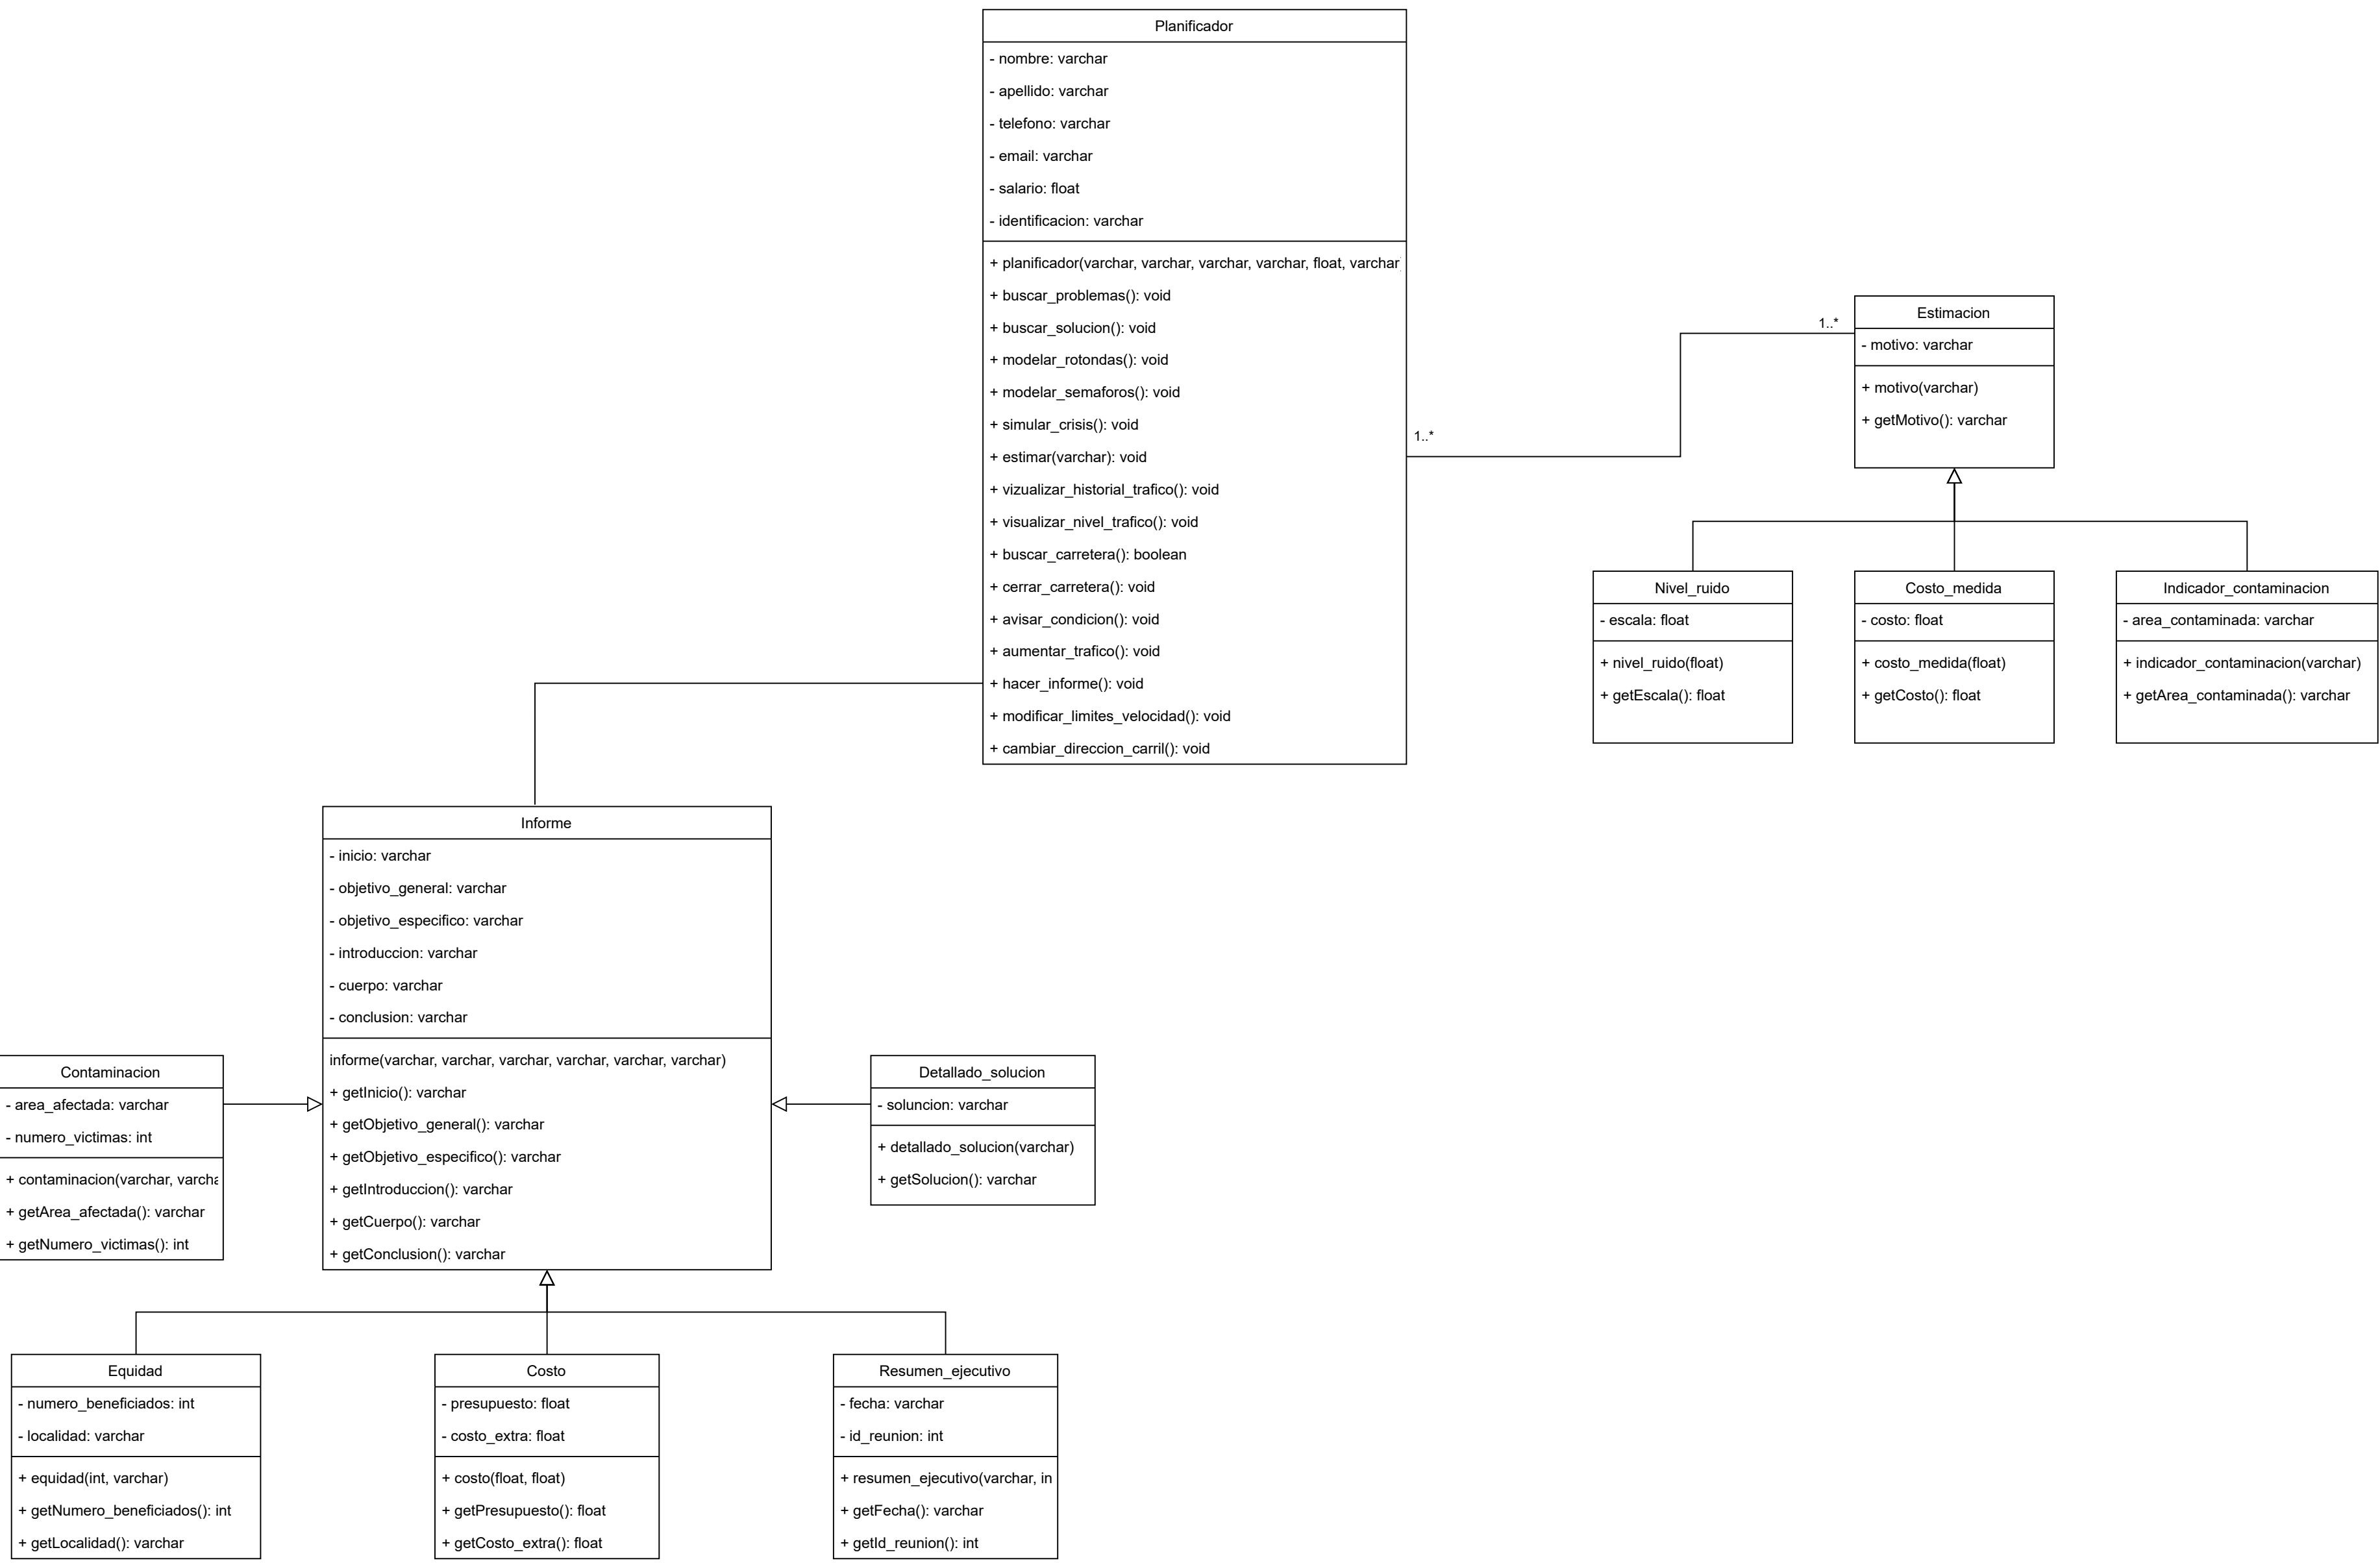 Planificador
- nombre: varchar
- apellido: varchar
- telefono: varchar
- email: varchar
- salario: float
- identificacion: varchar
+ planificador(varchar, varchar, varchar, varchar, float, varchar
+ buscar_problemas(): void
+ buscar_solucion(): void
+ modelar_rotondas(): void
+ modelar_semaforos(): void
+ simular_crisis(): void
+ estimar(varchar): void
+ vizualizar_historial_trafico(): void
+ visualizar_nivel_trafico(): void
+ buscar_carretera(): boolean
+ cerrar_carretera(): void
+ avisar_condicion(): void
+ aumentar_trafico(): void
+ hacer_informe(): void
+ modificar_limites_velocidad(): void
+ cambiar_direccion_carril(): void
1..*
1..*
Estimacion
- motivo: varchar
+ motivo(varchar)
+ getMotivo(): varchar
Nivel_ruido
- escala: float
+ nivel_ruido(float)
+ getEscala(): float
Costo_medida
- costo: float
+ costo_medida(float)
+ getCosto(): float
Indicador_contaminacion
- area_contaminada: varchar
+ indicador_contaminacion(varchar)
+ getArea_contaminada(): varchar
Informe
- inicio: varchar
- objetivo_general: varchar
- objetivo_especifico: varchar
- introduccion: varchar
- cuerpo: varchar
- conclusion: varchar
informe(varchar, varchar, varchar, varchar, varchar, varchar)
+ getInicio(): varchar
+ getObjetivo_general(): varchar
+ getObjetivo_especifico(): varchar
+ getIntroduccion(): varchar
+ getCuerpo(): varchar
+ getConclusion(): varchar
Contaminacion
- area_afectada: varchar
- numero_victimas: int
+ contaminacion(varchar, varcha
+ getArea_afectada(): varchar
+ getNumero_victimas(): int
Detallado_solucion
- soluncion: varchar
+ detallado_solucion(varchar)
+ getSolucion(): varchar
Equidad
- numero_beneficiados: int
- localidad: varchar
+ equidad(int, varchar)
+ getNumero_beneficiados(): int
+ getLocalidad(): varchar
Costo
- presupuesto: float
- costo_extra: float
+ costo(float, float)
+ getPresupuesto(): float
+ getCosto_extra(): float
Resumen_ejecutivo
- fecha: varchar
- id_reunion: int
+ resumen_ejecutivo(varchar, in
+ getFecha(): varchar
+ getId_reunion(): int